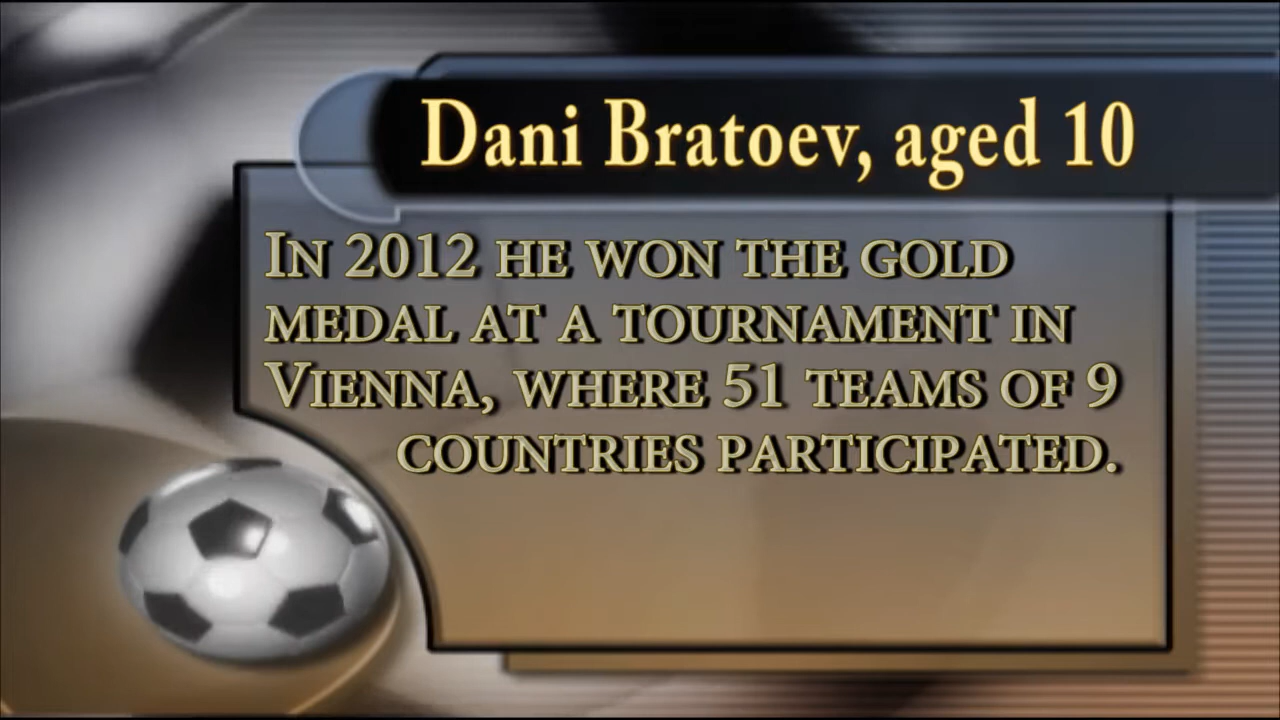 Dani Bratoev, aged 10
In 2012 he won the gold
medal at a tournament in
Vienna, where 51 teams of 9
countries participated.